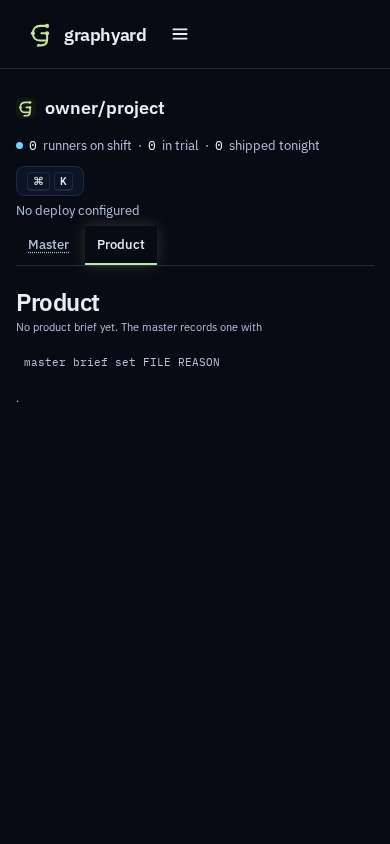 graphyard
owner/project
0 runners on shift · 0 in trial · 0 shipped tonight
⌘ K
No deploy configured
Master Product
Product
No product brief yet. The master records one with
master brief set FILE REASON
.